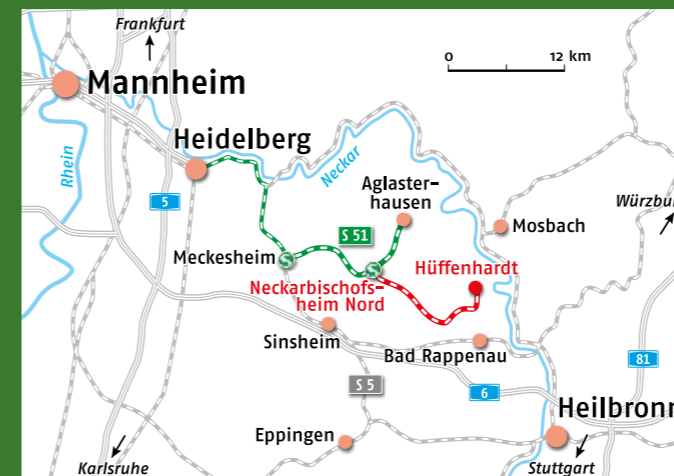 Frankfurt
0 12 km
Mannheim
Heidelberg
Rhein
Neckar
Aglaster-
hausen
5
Würzbur
S 51
Mosbach
Meckesheim
Hüffenhardt
Neckarbischofs-
heim Nord
Sinsheim
Bad Rappenau
81
S 5
6
Heilbronn
Eppingen
Karlsruhe
Stuttgart